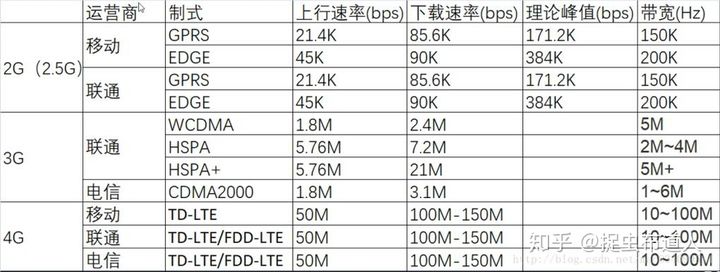 运营商 制式 上行速率(bps) 下载速率(bps) 理论峰值(bps) 带宽(Hz)
2G（2.5G） 移动 GPRS 21.4K 85.6K 171.2K 150K
EDGE 45K 90K 384K 200K
联通 GPRS 21.4K 85.6K 171.2K 150K
EDGE 45K 90K 384K 200K
3G 联通 WCDMA 1.8M 2.4M 5M
HSPA 5.76M 7.2M 2M~4M
HSPA+ 5.76M 21M 5M+
电信 CDMA2000 1.8M 3.1M 1~6M
4G 移动 TD-LTE 50M 100M-150M 10~100M
联通 TD-LTE/FDD-LTE 50M 100M-150M 10~100M
电信 TD-LTE/FDD-LTE 50M 100M-150M 10~100M
知乎 @捉虫布道